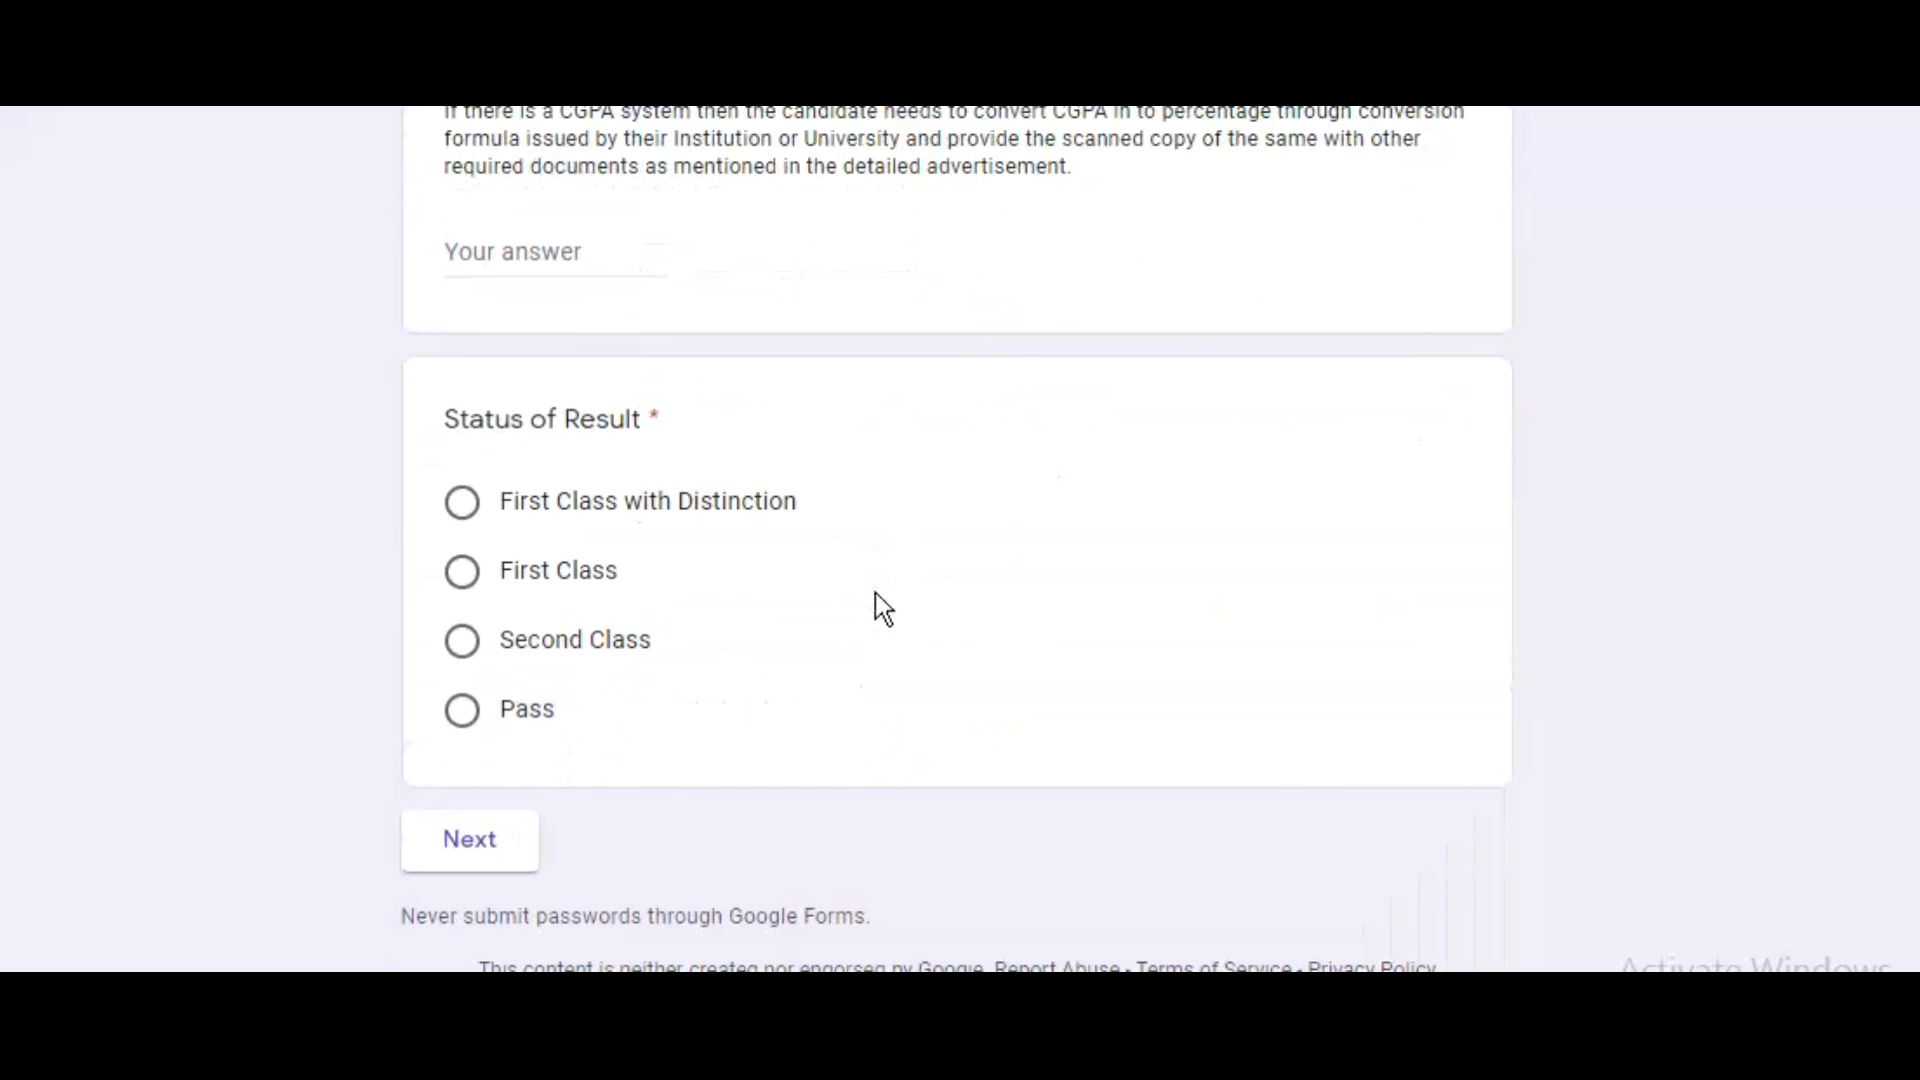 If there is a CGPA system then the candidate needs to convert CGPA in to percentage through conversion
formula issued by their Institution or University and provide the scanned copy of the same with other
required documents as mentioned in the detailed advertisement.
Your answer
Status of Result *
First Class with Distinction
First Class
Second Class
Pass
Next
Never submit passwords through Google Forms.
This content is neither created nor endorsed by Google. Report Abuse - Terms of Service - Privacy Policy
Activate Windows